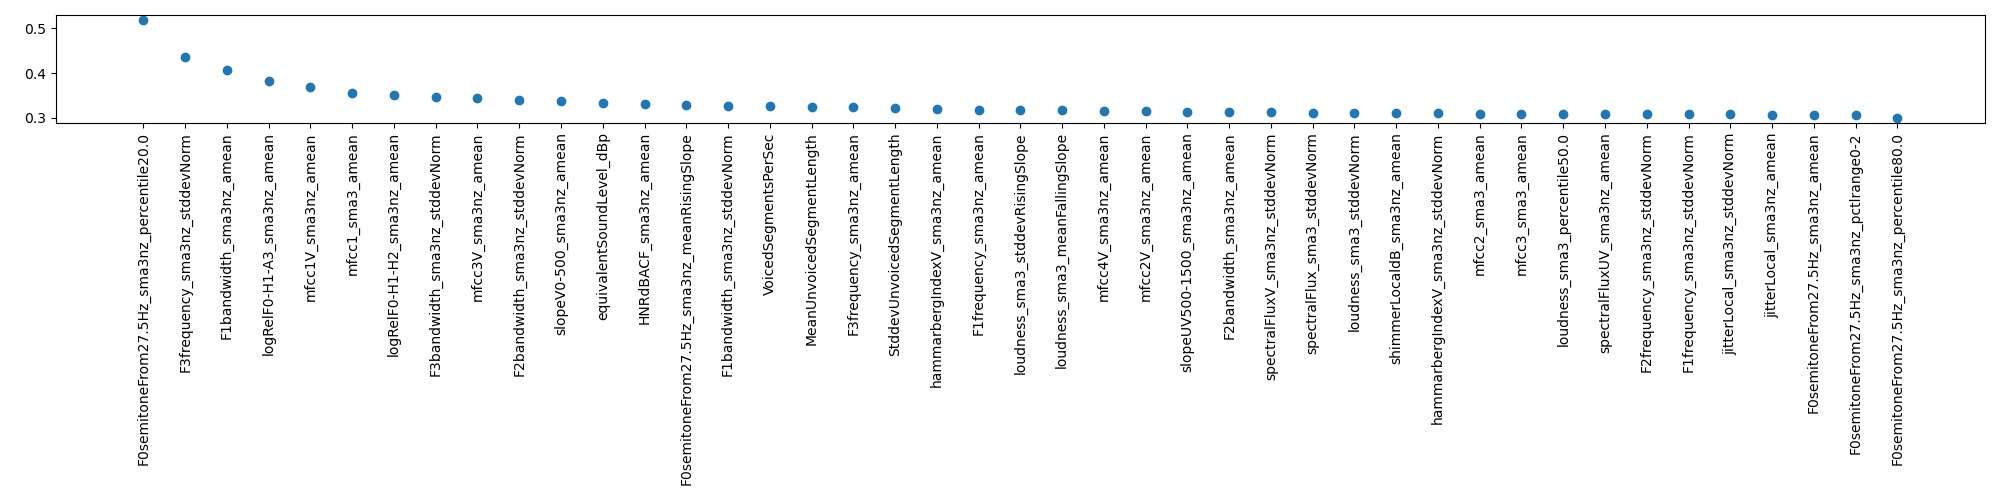 0.5
0.4
0.3
F0semitoneFrom27.5Hz_sma3nz_percentile20.0
F3frequency_sma3nz_stddevNorm
F1bandwidth_sma3nz_amean
logRelF0-H1-A3_sma3nz_amean
mfcc1V_sma3nz_amean
mfcc1_sma3_amean
logRelF0-H1-H2_sma3nz_amean
F3bandwidth_sma3nz_stddevNorm
mfcc3V_sma3nz_amean
F2bandwidth_sma3nz_stddevNorm
slopeV0-500_sma3nz_amean
equivalentSoundLevel_dBp
HNRdBACF_sma3nz_amean
F0semitoneFrom27.5Hz_sma3nz_meanRisingSlope
F1bandwidth_sma3nz_stddevNorm
VoicedSegmentsPerSec
MeanUnvoicedSegmentLength
F3frequency_sma3nz_amean
StddevUnvoicedSegmentLength
hammarbergIndexV_sma3nz_amean
F1frequency_sma3nz_amean
loudness_sma3_stddevRisingSlope
loudness_sma3_meanFallingSlope
mfcc4V_sma3nz_amean
mfcc2V_sma3nz_amean
slopeUV500-1500_sma3nz_amean
F2bandwidth_sma3nz_amean
spectralFluxV_sma3nz_stddevNorm
spectralFlux_sma3_stddevNorm
loudness_sma3_stddevNorm
shimmerLocaldB_sma3nz_amean
hammarbergIndexV_sma3nz_stddevNorm
mfcc2_sma3_amean
mfcc3_sma3_amean
loudness_sma3_percentile50.0
spectralFluxUV_sma3nz_amean
F2frequency_sma3nz_stddevNorm
F1frequency_sma3nz_stddevNorm
jitterLocal_sma3nz_stddevNorm
jitterLocal_sma3nz_amean
F0semitoneFrom27.5Hz_sma3nz_amean
F0semitoneFrom27.5Hz_sma3nz_pctlrange0-2
F0semitoneFrom27.5Hz_sma3nz_percentile80.0